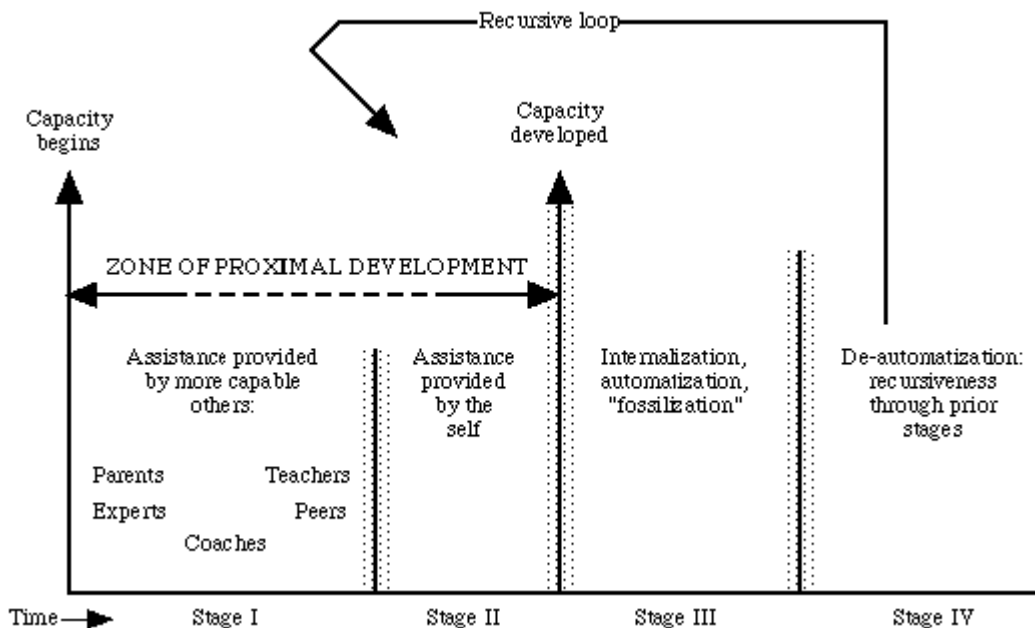 Recursive loop
Capacity
begins
Capacity
developed
ZONE OF PROXIMAL DEVELOPMENT
Assistance provided
by more capable
others:
Parents
Teachers
Experts
Peers
Coaches
Assistance
provided
by the
self
Internalization,
automatization,
"fossilization"
De-automatization:
recursiveness
through prior
stages
Time
Stage I
Stage II
Stage III
Stage IV